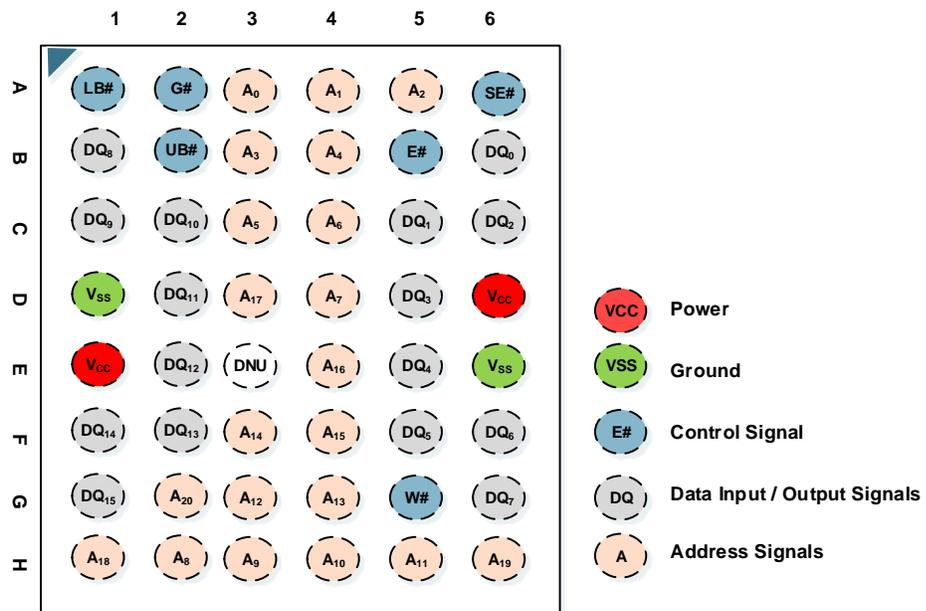 1 2 3 4 5 6
A LB# G# A₀ A₁ A₂ SE#
B DQ₈ UB# A₃ A₄ E# DQ₀
C DQ₉ DQ₁₀ A₅ A₆ DQ₁ DQ₂
D VSS DQ₁₁ A₁₇ A₇ DQ₃ VCC
E VCC DQ₁₂ DNU A₁₆ DQ₄ VSS
F DQ₁₄ DQ₁₃ A₁₄ A₁₅ DQ₅ DQ₆
G DQ₁₅ A₂₀ A₁₂ A₁₃ W# DQ₇
H A₁₈ A₈ A₉ A₁₀ A₁₁ A₁₉
VCC Power
VSS Ground
E# Control Signal
DQ Data Input / Output Signals
A Address Signals